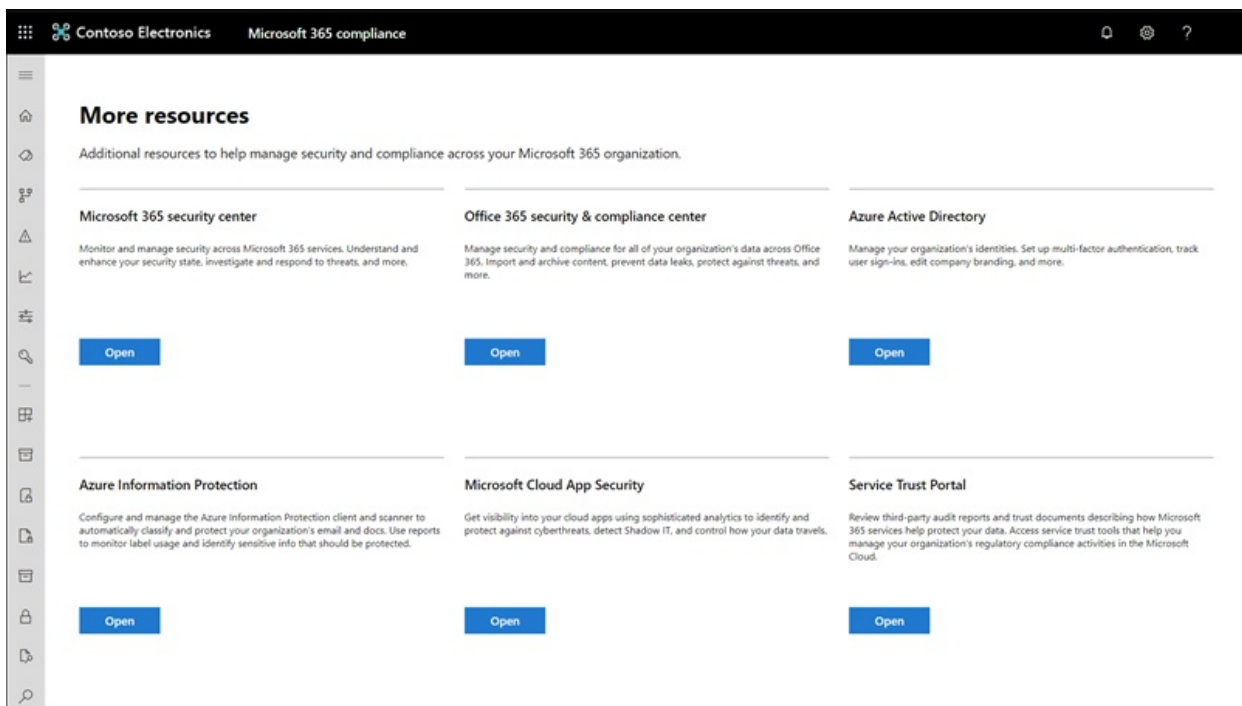 Contoso Electronics Microsoft 365 compliance ?
More resources
Additional resources to help manage security and compliance across your Microsoft 365 organization.
Microsoft 365 security center
Monitor and manage security across Microsoft 365 services. Understand and
enhance your security state, investigate and respond to threats, and more.
Open
Office 365 security & compliance center
Manage security and compliance for all of your organization's data across Office
365. Import and archive content, prevent data leaks, protect against threats, and
more.
Open
Azure Active Directory
Manage your organization's identities. Set up multi-factor authentication, track
user sign-ins, edit company branding, and more.
Open
Azure Information Protection
Configure and manage the Azure Information Protection client and scanner to
automatically classify and protect your organization's email and docs. Use reports
to monitor label usage and identify sensitive info that should be protected.
Open
Microsoft Cloud App Security
Get visibility into your cloud apps using sophisticated analytics to identify and
protect against cyberthreats, detect Shadow IT, and control how your data travels.
Open
Service Trust Portal
Review third-party audit reports and trust documents describing how Microsoft
365 services help protect your data. Access service trust tools that help you
manage your organization's regulatory compliance activities in the Microsoft
Cloud.
Open